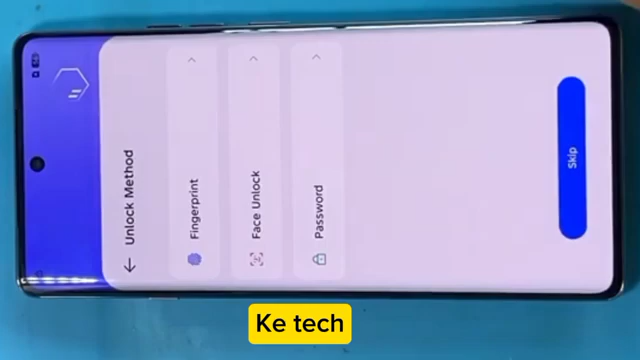 Unlock Method
Fingerprint
Face Unlock
Password
Skip
Ke tech